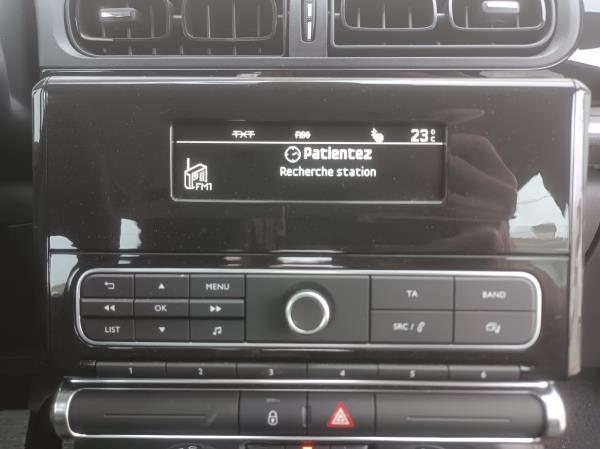 TXT RDS 23°C
Patientez
Recherche station
FM1
MENU TA BAND
OK
LIST SRC /
1 2 3 4 5 6